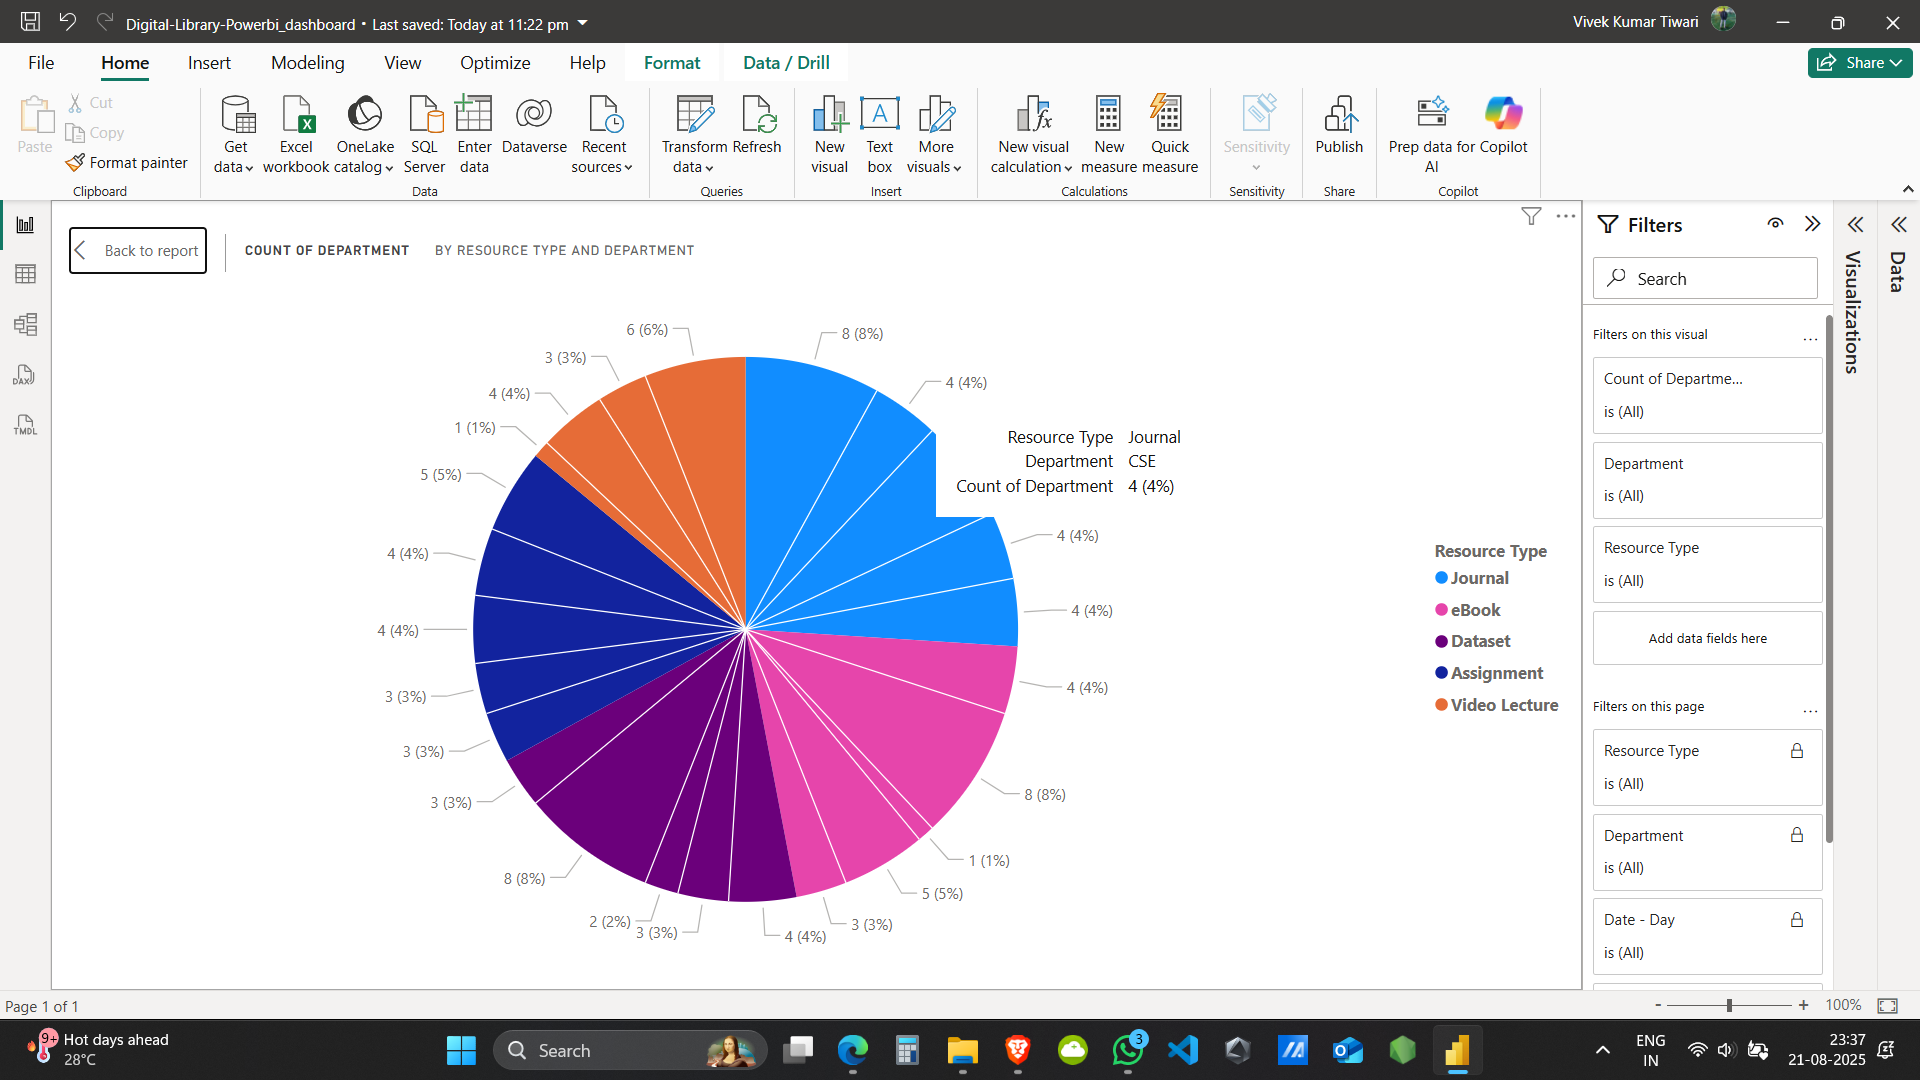 Digital-Library-Powerbi_dashboard • Last saved: Today at 11:22 pm
Vivek Kumar Tiwari
File
Home
Insert
Modeling
View
Optimize
Help
Format
Data / Drill
Share
Paste
Cut
Copy
Format painter
Clipboard
Get data
Excel workbook
OneLake catalog
SQL Server
Enter data
Dataverse
Recent sources
Data
Transform data
Refresh
Queries
New visual
Text box
More visuals
Insert
New visual calculation
New measure
Quick measure
Calculations
Sensitivity
Sensitivity
Publish
Share
Prep data for AI
Copilot
Copilot
DAX
TMDL
Back to report
COUNT OF DEPARTMENT
BY RESOURCE TYPE AND DEPARTMENT
6 (6%)
8 (8%)
3 (3%)
4 (4%)
4 (4%)
1 (1%)
5 (5%)
4 (4%)
4 (4%)
3 (3%)
3 (3%)
3 (3%)
8 (8%)
2 (2%)
3 (3%)
4 (4%)
3 (3%)
5 (5%)
1 (1%)
8 (8%)
4 (4%)
4 (4%)
4 (4%)
Resource Type Journal
Department CSE
Count of Department 4 (4%)
Resource Type
Journal
eBook
Dataset
Assignment
Video Lecture
Filters
Search
Filters on this visual
...
Count of Departme...
is (All)
Department
is (All)
Resource Type
is (All)
Add data fields here
Filters on this page
...
Resource Type
is (All)
Department
is (All)
Date - Day
is (All)
Visualizations
Data
Page 1 of 1
- + 100%
9+
Hot days ahead
28°C
Search
3
ENG
IN
23:37
21-08-2025